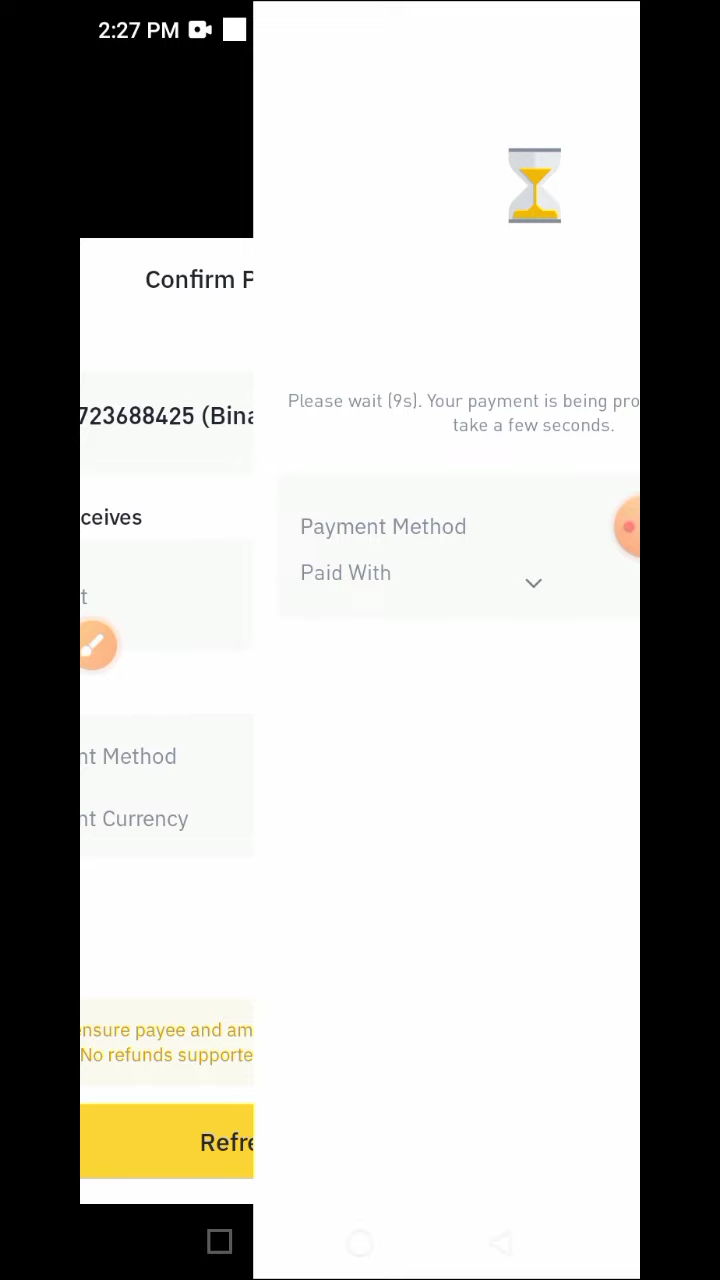 2:27 PM
Confirm
723688425 (Bina
ceives
t
nt Method
nt Currency
ensure payee and am
No refunds supporte
Refre
Please wait (9s). Your payment is being pro
take a few seconds.
Payment Method
Paid With